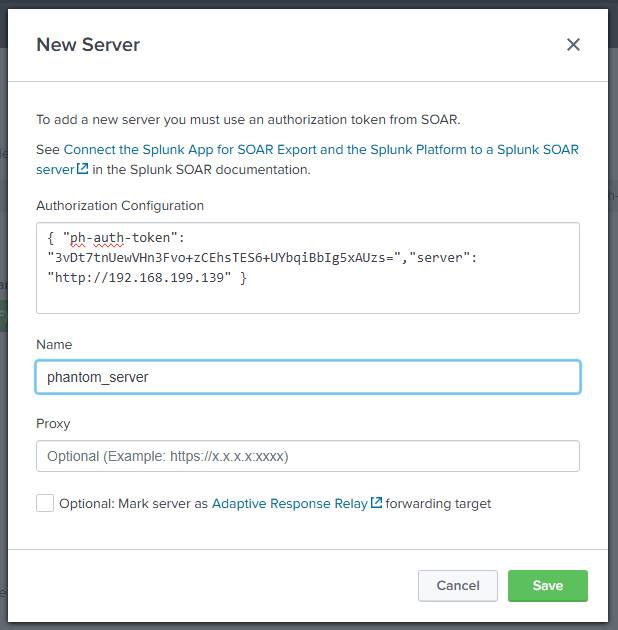 New Server
To add a new server you must use an authorization token from SOAR.
See Connect the Splunk App for SOAR Export and the Splunk Platform to a Splunk SOAR
server in the Splunk SOAR documentation.
Authorization Configuration
{ "ph-auth-token":
"3vDt7tnUewVHn3Fvo+zCEhsTES6+UYbqiBbIg5xAUzs=","server":
"http://192.168.199.139" }
Name
phantom_server
Proxy
Optional (Example: https://x.x.x.x:xxxx)
Optional: Mark server as Adaptive Response Relay forwarding target
Cancel
Save